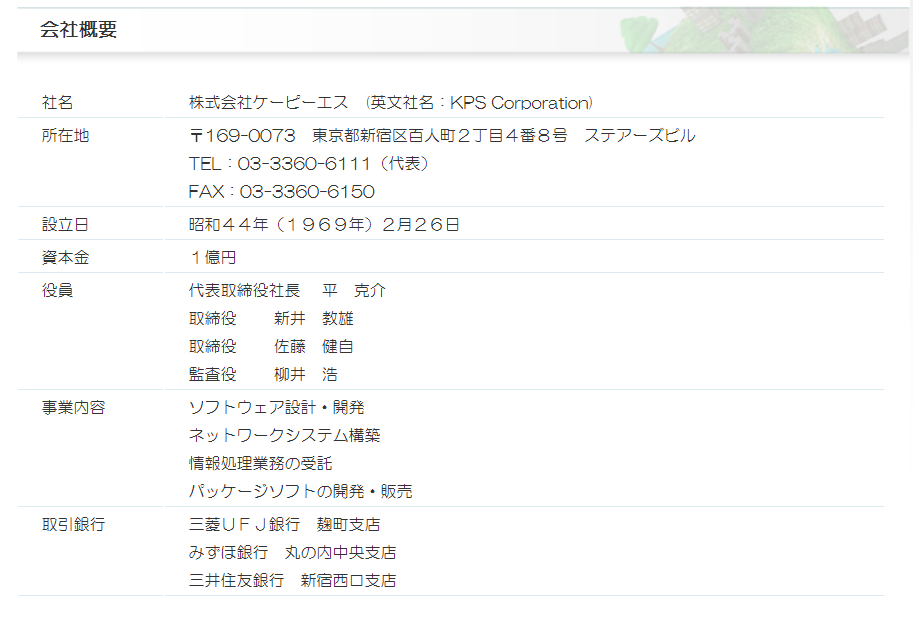 会社概要
社名　株式会社ケーピーエス　(英文社名：KPS Corporation)
所在地　〒169-0073　東京都新宿区百人町２丁目４番８号　ステアーズビル
TEL：03-3360-6111（代表）
FAX：03-3360-6150
設立日　昭和４４年（１９６９年）２月２６日
資本金　１億円
役員　代表取締役社長　平　克介
取締役　　新井　教雄
取締役　　佐藤　健自
監査役　　柳井　浩
事業内容　ソフトウェア設計・開発
ネットワークシステム構築
情報処理業務の受託
パッケージソフトの開発・販売
取引銀行　三菱ＵＦＪ銀行　麹町支店
みずほ銀行　丸の内中央支店
三井住友銀行　新宿西口支店